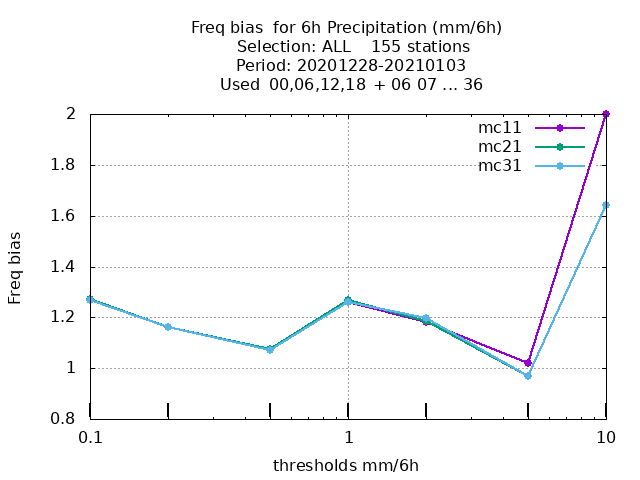 Freq bias  for 6h Precipitation (mm/6h)
Selection: ALL    155 stations
Period: 20201228-20210103
Used  00,06,12,18  + 06 07 ... 36
mc11
mc21
mc31
2
1.8
1.6
1.4
1.2
1
0.8
Freq bias
0.1
1
10
thresholds mm/6h